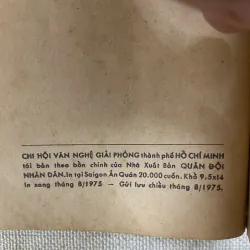 CHI HỘI VĂN NGHỆ GIẢI PHÓNG thành phố HỒ CHÍ MINH
tái bản theo bản chính của Nhà Xuất Bản QUÂN ĐỘI
NHÂN DÂN. In tại Saigon Ấn Quán 20.000 cuốn. Khổ 9,5x14
In xong tháng 8/1975 — Gửi lưu chiểu tháng 8/1975.